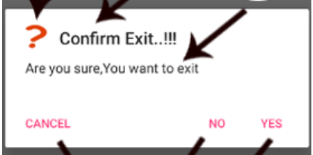 ? Confirm Exit..!!!
Are you sure,You want to exit
CANCEL NO YES